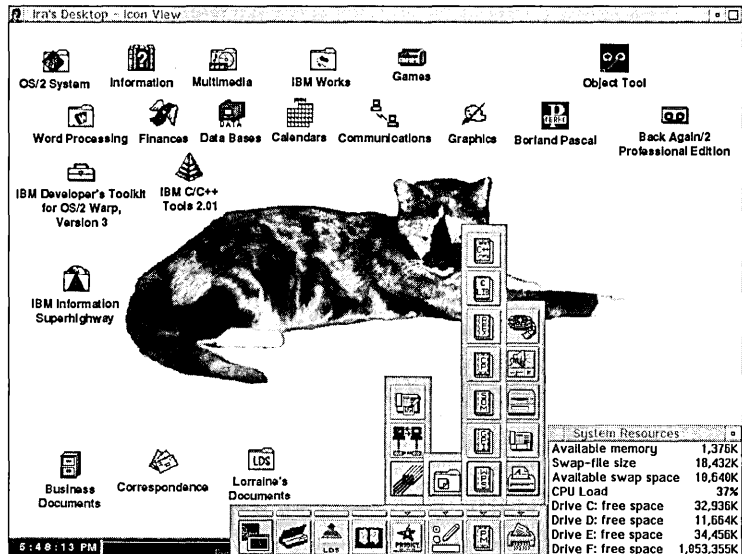 Ira's Desktop - Icon View
OS/2 System
Information
Multimedia
IBM Works
Games
Object Tool
Word Processing
Finances
DATA
Data Bases
Calendars
Communications
Graphics
Borland Pascal
Back Again/2
Professional Edition
IBM Developer's Toolkit
for OS/2 Warp,
Version 3
IBM C/C++
Tools 2.01
IBM Information
Superhighway
Business
Documents
Correspondence
LDS
Lorraine's
Documents
LDS
System Resources
Available memory 1,376K
Swap-file size 18,432K
Available swap space 19,640K
CPU Load 37%
Drive C: free space 32,936K
Drive D: free space 11,664K
Drive E: free space 34,456K
Drive F: free space 1,053,355K
5:48:13 PM